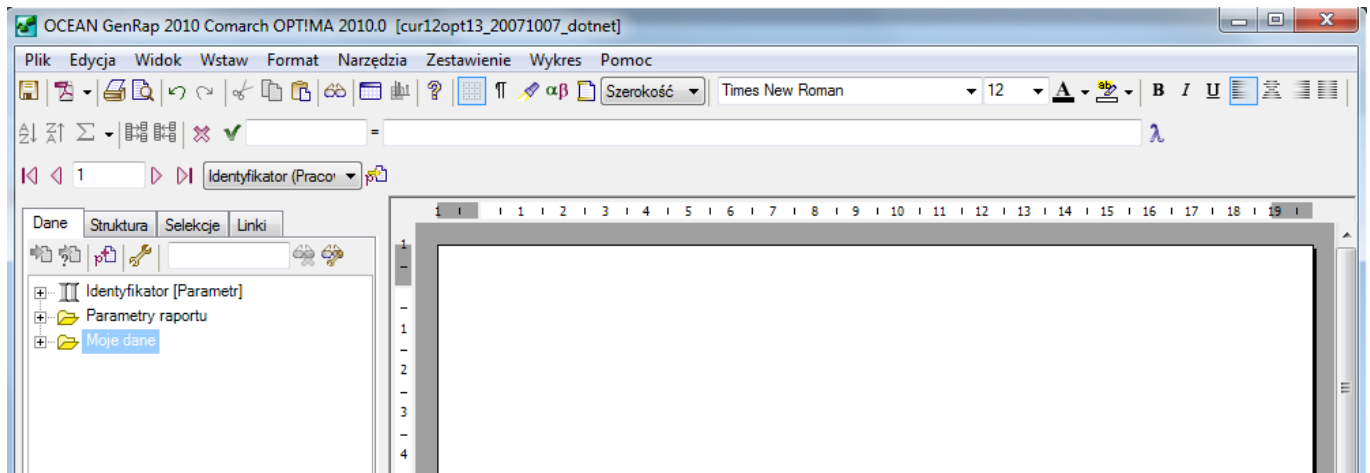 OCEAN GenRap 2010 Comarch OPT!MA 2010.0 [cur12opt13_20071007_dotnet]
Plik Edycja Widok Wstaw Format Narzędzia Zestawienie Wykres Pomoc
¶ αβ Szerokość Times New Roman 12 A ab B I U
A Z Z A Σ = λ
1 Identyfikator (Praco
Dane Struktura Selekcje Linki
1 1 2 3 4 5 6 7 8 9 10 11 12 13 14 15 16 17 18 19
Identyfikator [Parametr]
Parametry raportu
Moje dane
1
1
2
3
4